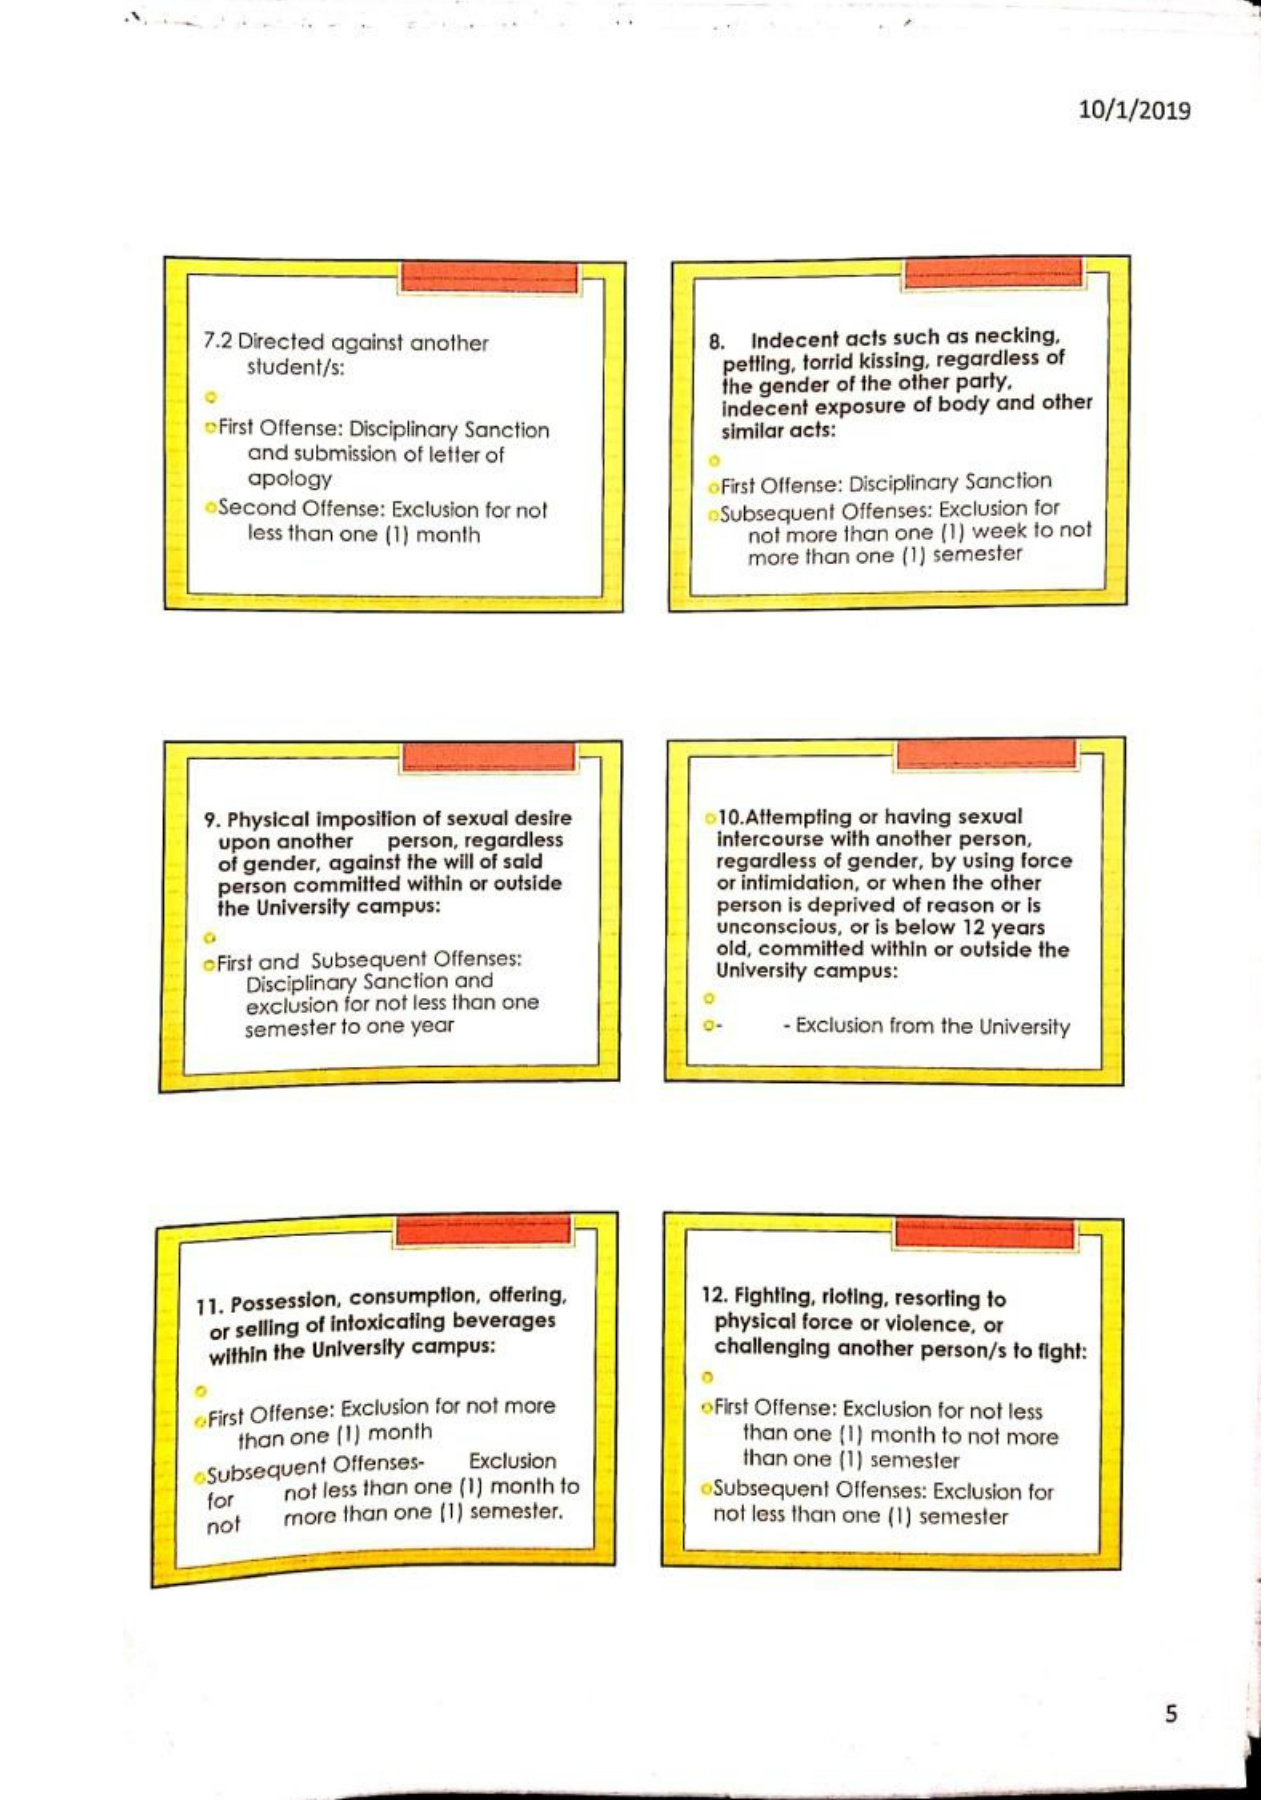 10/1/2019
7.2 Directed against another
student/s:
First Offense: Disciplinary Sanction
and submission of letter of
apology
Second Offense: Exclusion for not
less than one (1) month
8. Indecent acts such as necking,
petting, torrid kissing, regardless of
the gender of the other party,
indecent exposure of body and other
similar acts:
First Offense: Disciplinary Sanction
Subsequent Offenses: Exclusion for
not more than one (1) week to not
more than one (1) semester
9. Physical imposition of sexual desire
upon another person, regardless
of gender, against the will of said
person committed within or outside
the University campus:
First and Subsequent Offenses:
Disciplinary Sanction and
exclusion for not less than one
semester to one year
10.Attempting or having sexual
intercourse with another person,
regardless of gender, by using force
or intimidation, or when the other
person is deprived of reason or is
unconscious, or is below 12 years
old, committed within or outside the
University campus:
- - Exclusion from the University
11. Possession, consumption, offering,
or selling of intoxicating beverages
within the University campus:
First Offense: Exclusion for not more
than one (1) month
Subsequent Offenses- Exclusion
for not less than one (1) month to
not more than one (1) semester.
12. Fighting, rioting, resorting to
physical force or violence, or
challenging another person/s to fight:
First Offense: Exclusion for not less
than one (1) month to not more
than one (1) semester
Subsequent Offenses: Exclusion for
not less than one (1) semester
5